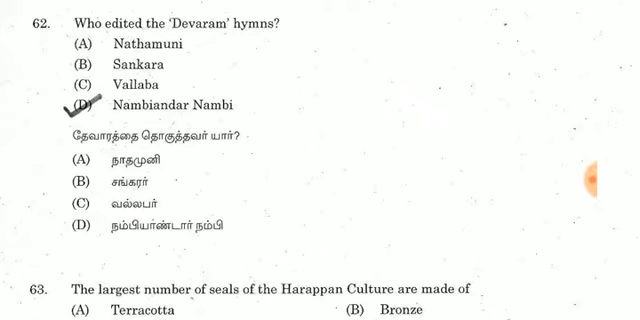 62. Who edited the 'Devaram' hymns?
(A) Nathamuni
(B) Sankara
(C) Vallaba
(D) Nambiandar Nambi
தேவாரத்தை தொகுத்தவர் யார்?
(A) நாதமுனி
(B) சங்கரர்
(C) வல்லபர்
(D) நம்பியாண்டார் நம்பி
63. The largest number of seals of the Harappan Culture are made of
(A) Terracotta (B) Bronze